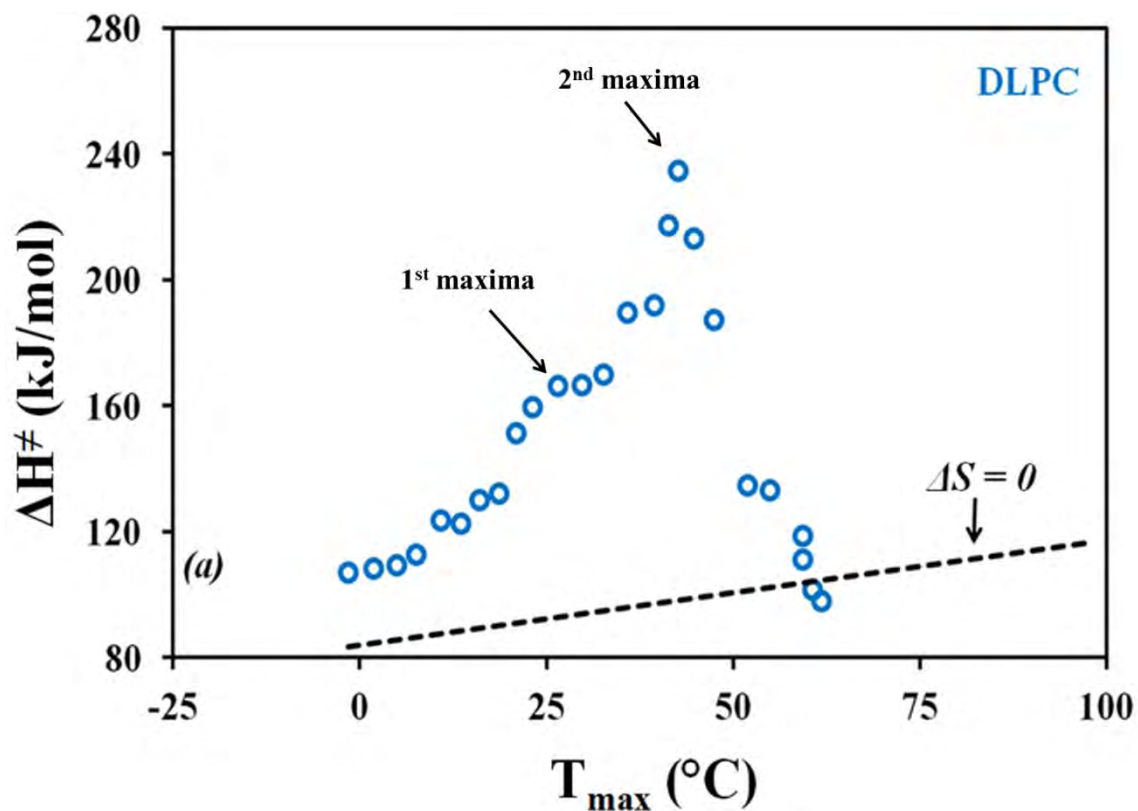 280
240
200
160
120
80
-25
0
25
50
75
100
ΔH≠ (kJ/mol)
Tmax (°C)
DLPC
2nd maxima
1st maxima
ΔS = 0
(a)